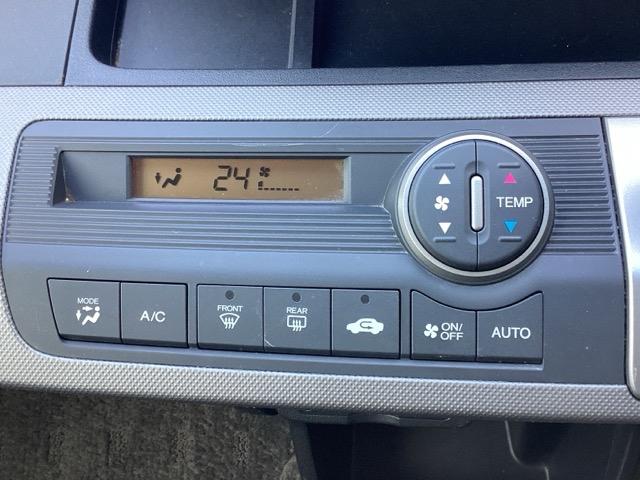 24
TEMP
MODE
A/C
FRONT
REAR
ON/
OFF
AUTO